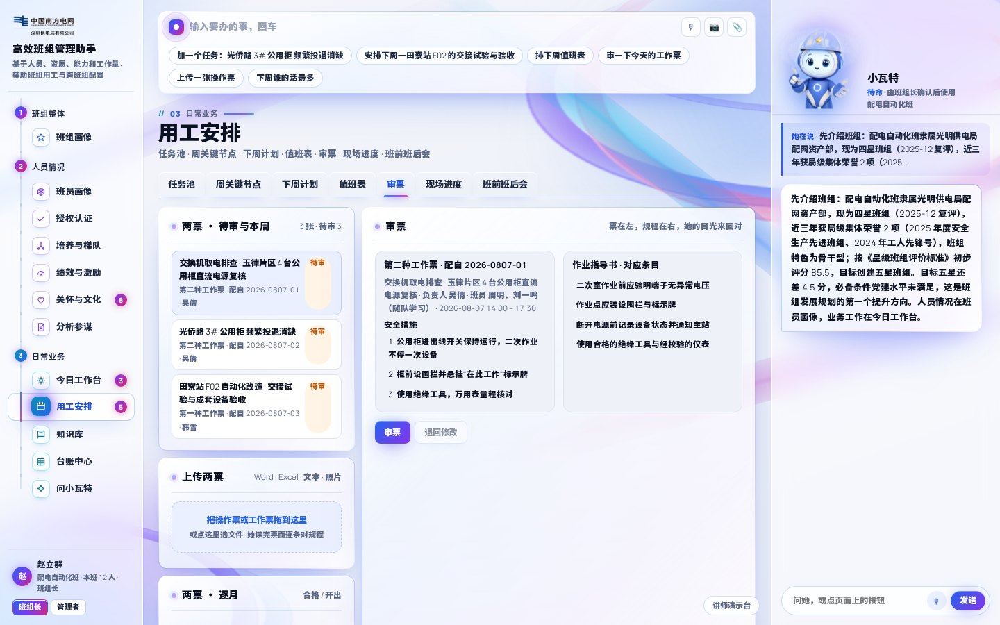 中国南方电网
CHINA SOUTHERN POWER GRID
深圳供电局有限公司
高效班组管理助手
基于人员、资质、能力和工作量，
辅助班组用工与跨班组配置
1 班组整体
班组画像
2 人员情况
班员画像
授权认证
培养与梯队
绩效与激励
关怀与文化 8
分析参谋
3 日常业务
今日工作台 3
用工安排 5
知识库
台账中心
问小瓦特
赵
赵立群
配电自动化班 · 本班 12 人 ·
班组长
班组长 管理者
输入要办的事，回车
加一个任务：光侨路 3# 公用柜频繁投退消缺
安排下周一田寮站 F02 的交接试验与验收
排下周值班表
审一下今天的工作票
上传一张操作票
下周谁的活最多
// 03 日常业务
用工安排
任务池 · 周关键节点 · 下周计划 · 值班表 · 审票 · 现场进度 · 班前班后会
任务池 周关键节点 下周计划 值班表 审票 现场进度 班前班后会
两票 · 待审与本周 3 张 · 待审 3
交换机取电排查 · 玉律片区 4 台公
用柜直流电源复核
待审
第二种工作票 · 配自 2026-0807-01
· 吴倩
光侨路 3# 公用柜频繁投退消缺
待审
第二种工作票 · 配自 2026-0807-02
· 吴倩
田寮站 F02 自动化改造 · 交接试
验与成套设备验收
待审
第一种工作票 · 配自 2026-0807-03
· 韩雪
上传两票 Word · Excel · 文本 · 照片
把操作票或工作票拖到这里
或点这里选文件 · 她读完票面逐条对规程
两票 · 逐月 合格 / 开出
审票 票在左，规程在右，她的目光来回对
第二种工作票 · 配自 2026-0807-01
交换机取电排查 · 玉律片区 4 台公用柜直流
电源复核 · 负责人 吴倩 · 班员 周明、刘一鸣
（随队学习） · 2026-08-07 14:00 – 17:30
安全措施
1. 公用柜进出线开关保持运行，二次作业
不停一次设备
2. 柜前设围栏并悬挂"在此工作"标示牌
3. 使用绝缘工具，万用表量程核对
作业指导书 · 对应条目
二次室作业前应验明端子无异常电压
作业点应装设围栏与标示牌
断开电源前记录设备状态并通知主站
使用合格的绝缘工具与经校验的仪表
审票 退回修改
讲师演示台
小瓦特
待命 · 由班组长确认后使用
配电自动化班
她在说 · 先介绍班组：配电自动化班隶属光明供电局
配网资产部，现为四星班组（2025-12 复评），近三
年获局级集体荣誉 2 项（2025 ...
先介绍班组：配电自动化班隶属光明供电局配
网资产部，现为四星班组（2025-12 复评），
近三年获局级集体荣誉 2 项（2025 年度安全
生产先进班组、2024 年工人先锋号），班组
特色为骨干型；按《星级班组评价标准》初步
评分 85.5，目标创建五星班组。目标五星还
差 4.5 分，必备条件党建水平未满足，这是班
组发展规划的第一个提升方向。人员情况在班
员画像，业务工作在今日工作台。
问她，或点页面上的按钮
发送